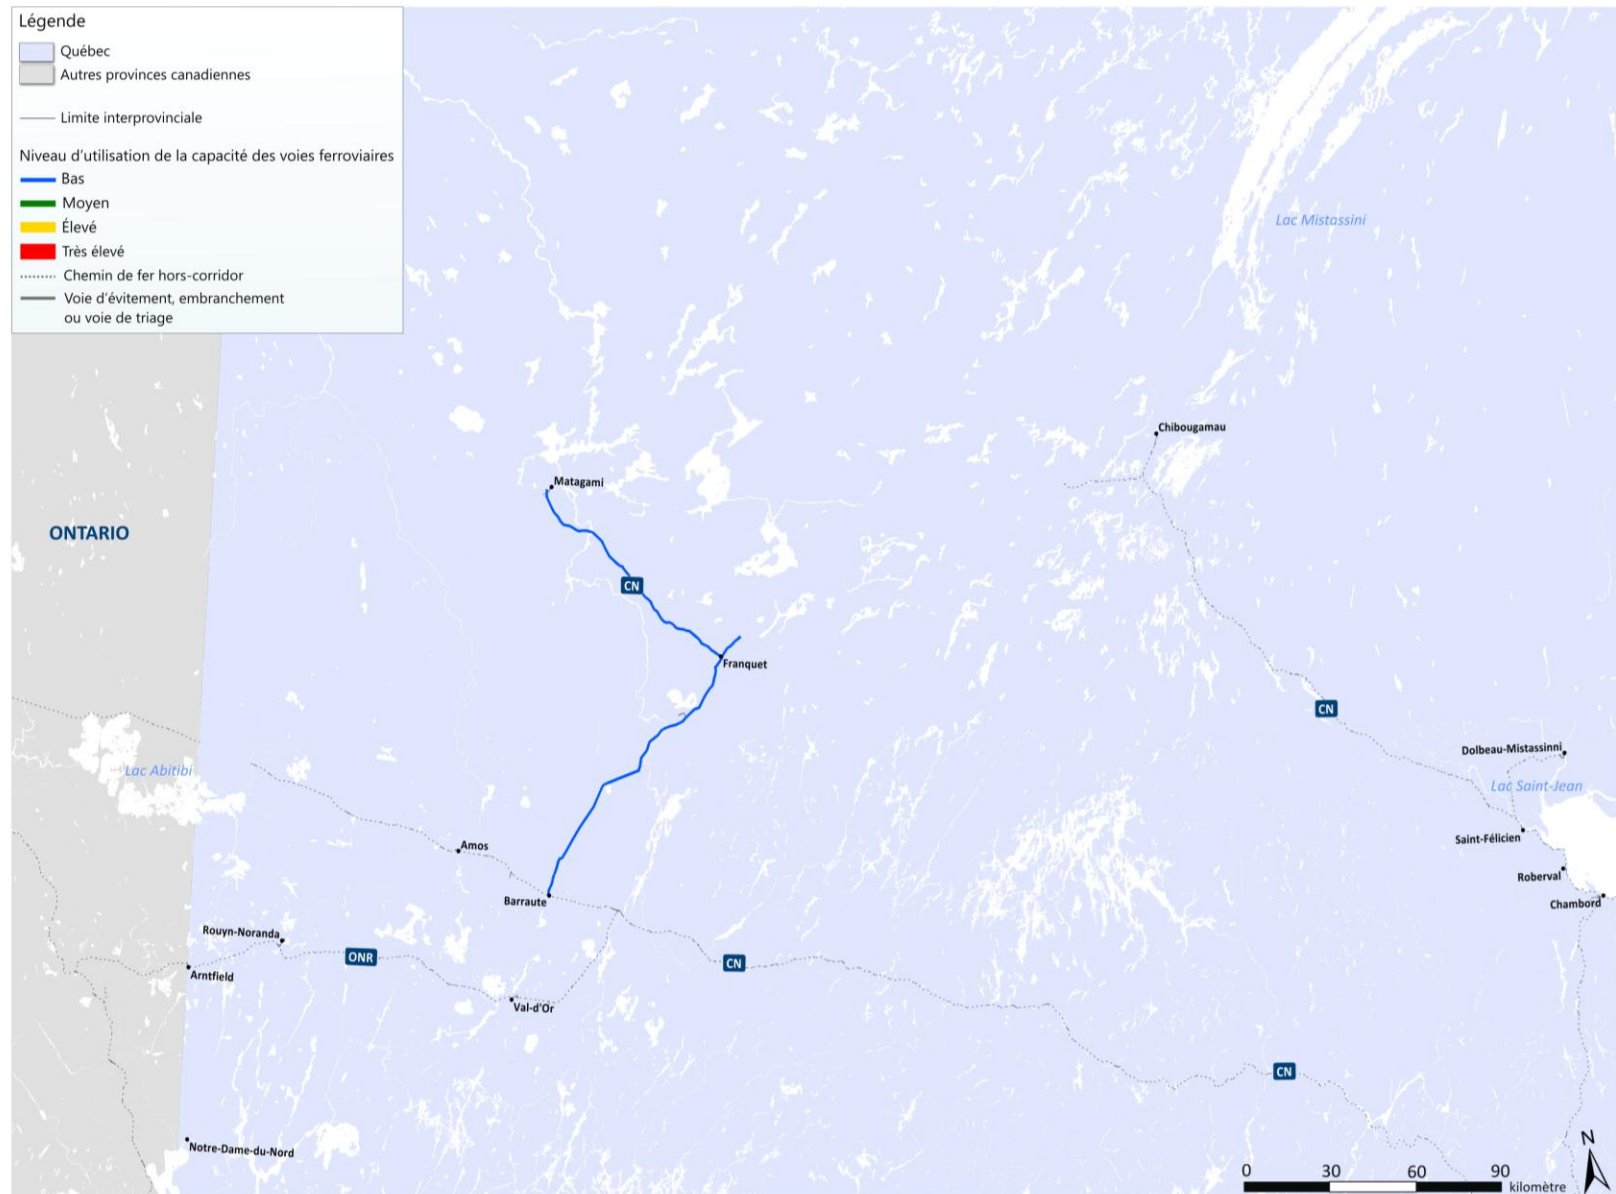 Légende
Québec
Autres provinces canadiennes
Limite interprovinciale
Niveau d'utilisation de la capacité des voies ferroviaires
Bas
Moyen
Élevé
Très élevé
Chemin de fer hors-corridor
Voie d'évitement, embranchement
ou voie de triage
Lac Mistassini
Chibougamau
Matagami
ONTARIO
CN
Franquet
CN
Dolbeau-Mistassinni
Lac Abitibi
Lac Saint-Jean
Saint-Félicien
Amos
Roberval
Barraute
Chambord
Rouyn-Noranda
ONR
CN
Arntfield
Val-d'Or
CN
Notre-Dame-du-Nord
N
0 30 60 90
kilomètre